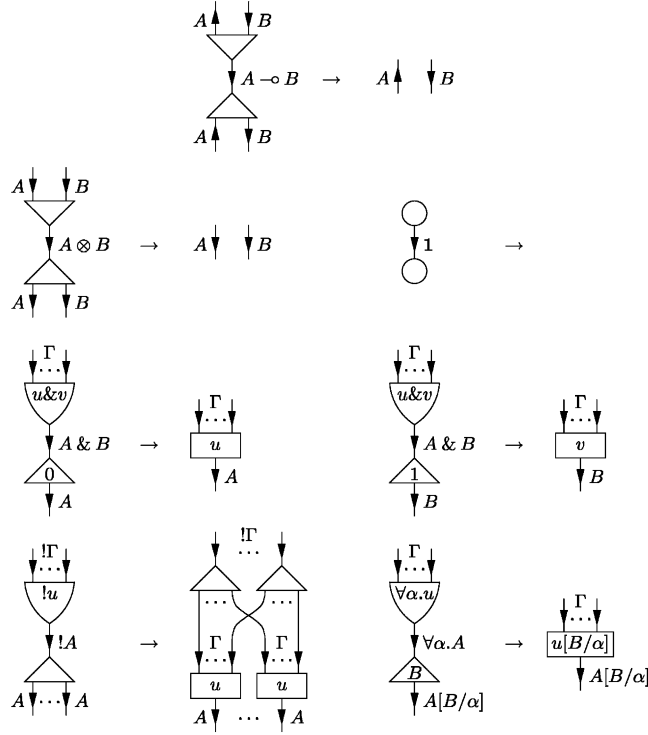 A B
A ⊸ B → A B
A B
A B
A ⊗ B → A B 1 →
A B
Γ Γ
... ...
u&v Γ u&v Γ
... ...
A & B → u A & B → v
0 A 1 B
A B
!Γ !Γ Γ
... ... ...
!u ∀α.u Γ
... ... ...
!A → Γ Γ ∀α.A → u[B/α]
... ... B A[B/α]
u u
A ... A A ... A A[B/α]